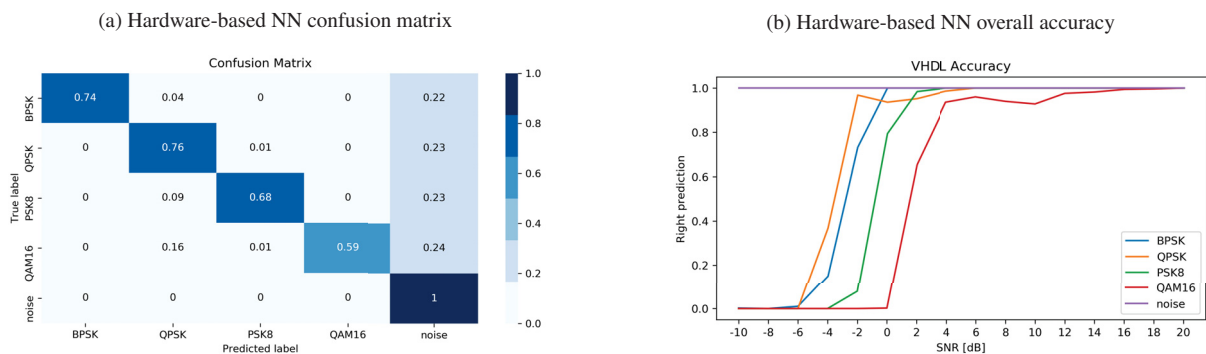 (a) Hardware-based NN confusion matrix
Confusion Matrix
True label
BPSK 0.74 0.04 0 0 0.22
QPSK 0 0.76 0.01 0 0.23
PSK8 0 0.09 0.68 0 0.23
QAM16 0 0.16 0.01 0.59 0.24
noise 0 0 0 0 1
BPSK QPSK PSK8 QAM16 noise
Predicted label
1.0
0.8
0.6
0.4
0.2
0.0
(b) Hardware-based NN overall accuracy
VHDL Accuracy
Right prediction
1.0
0.8
0.6
0.4
0.2
0.0
BPSK
QPSK
PSK8
QAM16
noise
-10 -8 -6 -4 -2 0 2 4 6 8 10 12 14 16 18 20
SNR [dB]